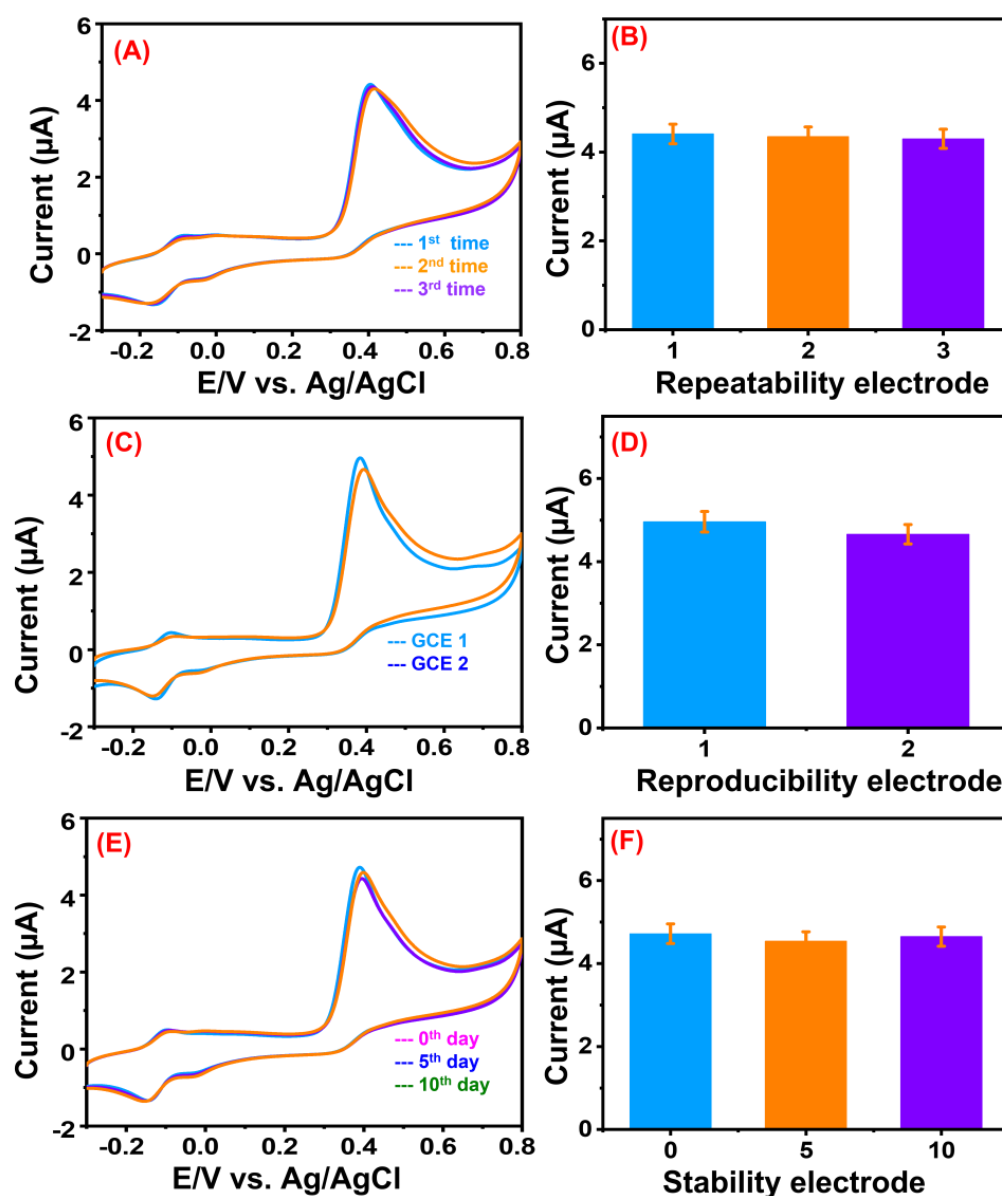 (A)
6
4
2
0
-2
Current (µA)
--- 1st time
--- 2nd time
--- 3rd time
-0.2 0.0 0.2 0.4 0.6 0.8
E/V vs. Ag/AgCl
(B)
6
4
2
0
Current (µA)
1 2 3
Repeatability electrode
(C)
6
4
2
0
-2
Current (µA)
--- GCE 1
--- GCE 2
-0.2 0.0 0.2 0.4 0.6 0.8
E/V vs. Ag/AgCl
(D)
6
4
2
0
Current (µA)
1 2
Reproducibility electrode
(E)
6
4
2
0
-2
Current (µA)
--- 0th day
--- 5th day
--- 10th day
-0.2 0.0 0.2 0.4 0.6 0.8
E/V vs. Ag/AgCl
(F)
6
4
2
0
Current (µA)
0 5 10
Stability electrode